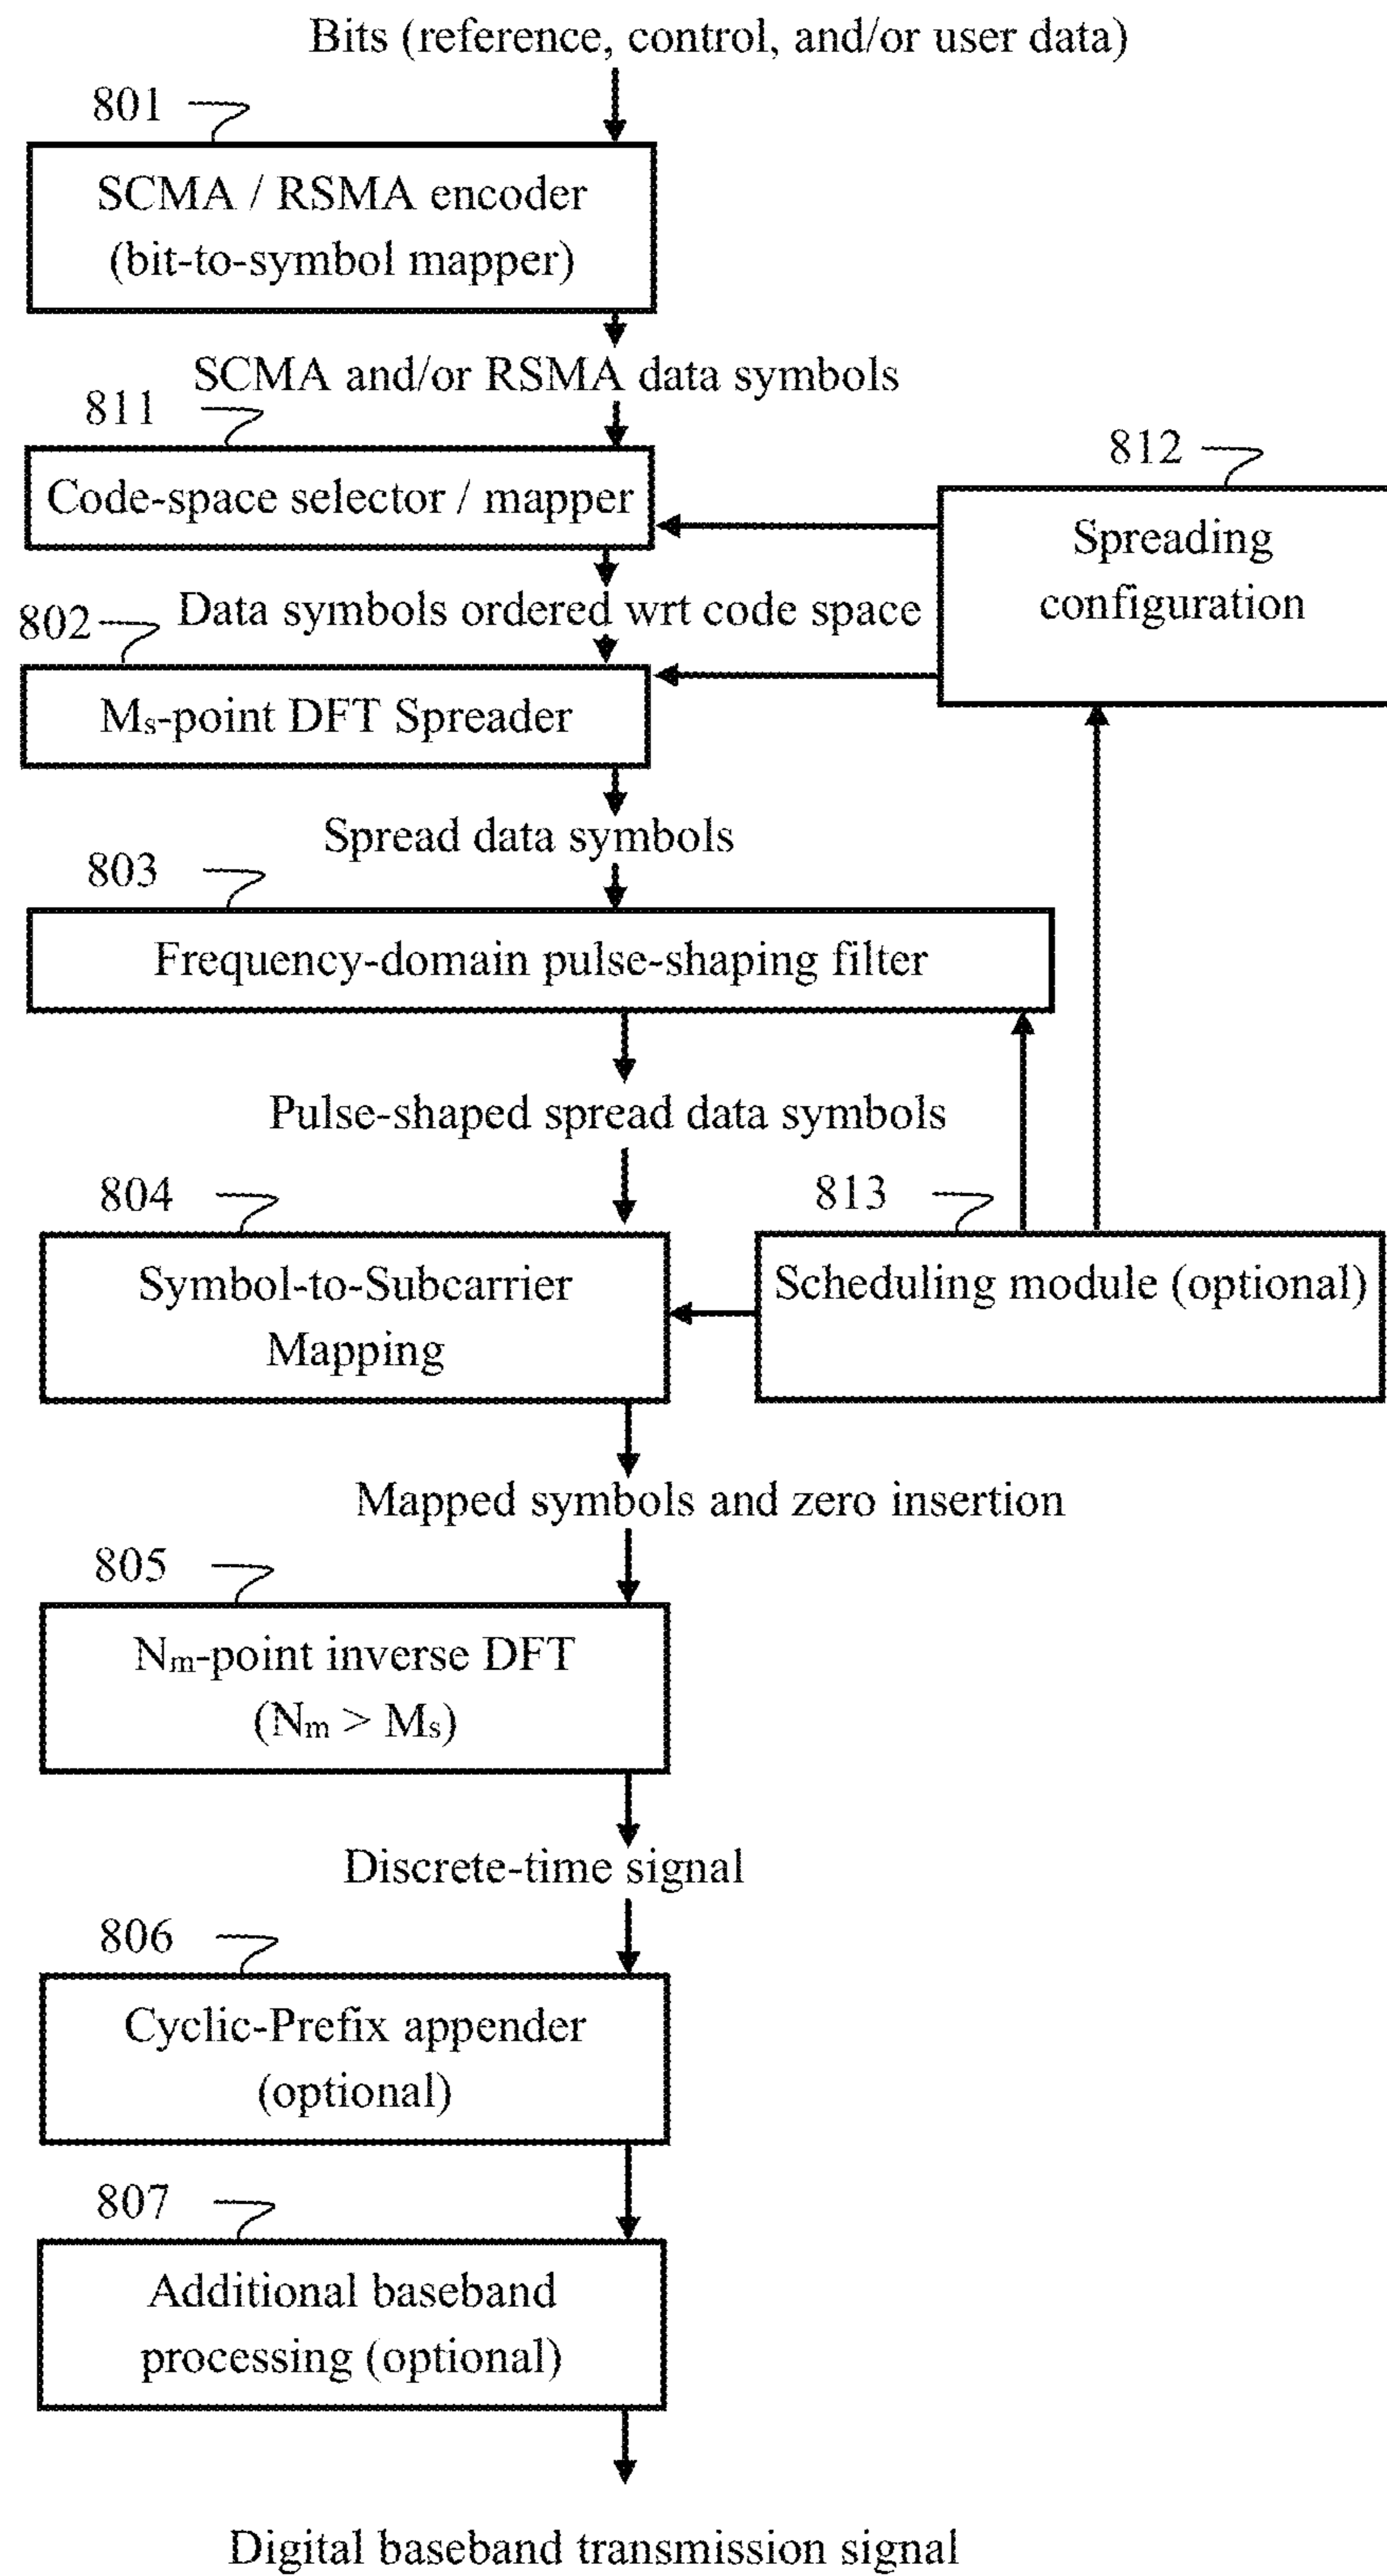 Bits (reference, control, and/or user data)
801
SCMA / RSMA encoder
(bit-to-symbol mapper)
SCMA and/or RSMA data symbols
811
Code-space selector / mapper
812
Spreading
configuration
Data symbols ordered wrt code space
802
Ms-point DFT Spreader
Spread data symbols
803
Frequency-domain pulse-shaping filter
Pulse-shaped spread data symbols
804
Symbol-to-Subcarrier
Mapping
813
Scheduling module (optional)
Mapped symbols and zero insertion
805
Nm-point inverse DFT
(Nm > Ms)
Discrete-time signal
806
Cyclic-Prefix appender
(optional)
807
Additional baseband
processing (optional)
Digital baseband transmission signal